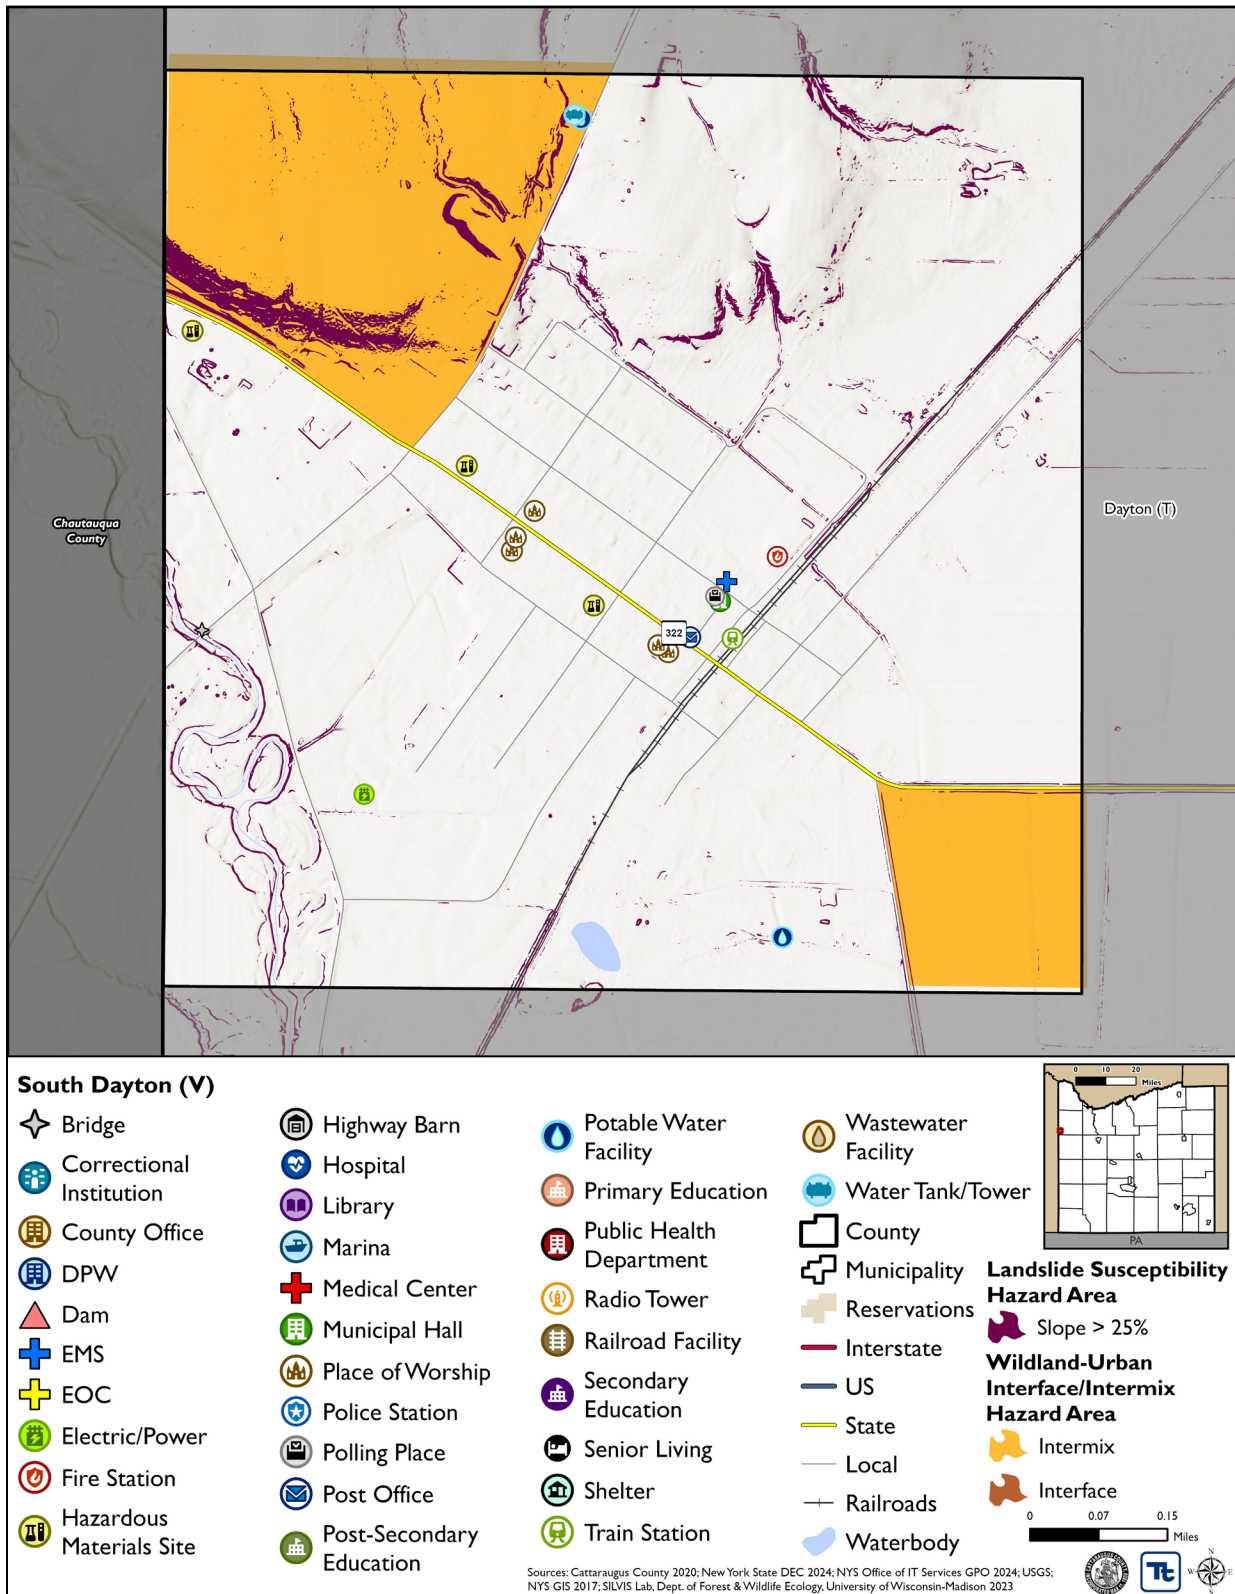 Chautauqua
County
Dayton (T)
322
South Dayton (V)
Bridge
Correctional
Institution
County Office
DPW
Dam
EMS
EOC
Electric/Power
Fire Station
Hazardous
Materials Site
Highway Barn
Hospital
Library
Marina
Medical Center
Municipal Hall
Place of Worship
Police Station
Polling Place
Post Office
Post-Secondary
Education
Potable Water
Facility
Primary Education
Public Health
Department
Radio Tower
Railroad Facility
Secondary
Education
Senior Living
Shelter
Train Station
Wastewater
Facility
Water Tank/Tower
County
Municipality
Reservations
Interstate
US
State
Local
Railroads
Waterbody
0 10 20
Miles
PA
Landslide Susceptibility
Hazard Area
Slope > 25%
Wildland-Urban
Interface/Intermix
Hazard Area
Intermix
Interface
0 0.07 0.15
Miles
Tt
N
W E
S
Sources: Cattaraugus County 2020; New York State DEC 2024; NYS Office of IT Services GPO 2024; USGS;
NYS GIS 2017; SILVIS Lab, Dept. of Forest & Wildlife Ecology, University of Wisconsin-Madison 2023